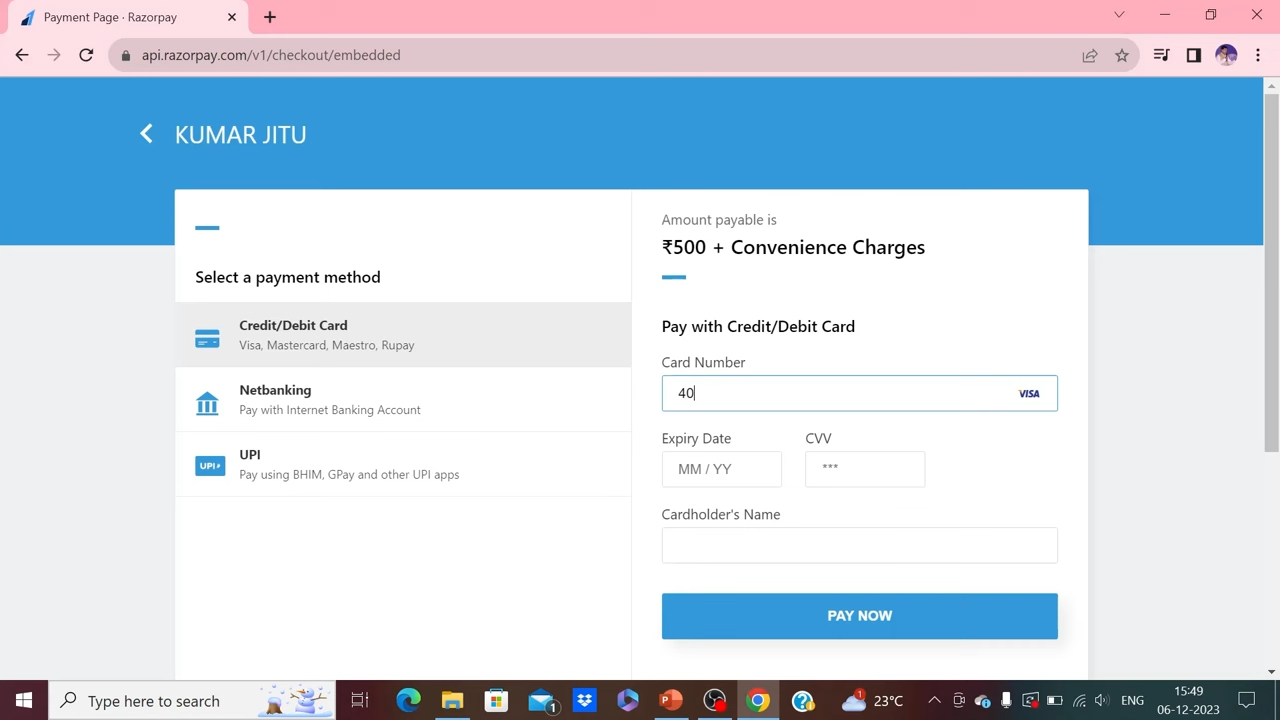 Payment Page - Razorpay
api.razorpay.com/v1/checkout/embedded
KUMAR JITU
Select a payment method
Credit/Debit Card
Visa, Mastercard, Maestro, Rupay
Netbanking
Pay with Internet Banking Account
UPI
UPI
Pay using BHIM, GPay and other UPI apps
Amount payable is
₹500 + Convenience Charges
Pay with Credit/Debit Card
Card Number
40
VISA
Expiry Date
CVV
MM / YY
***
Cardholder's Name
PAY NOW
Type here to search
1
1
23°C
ENG
15:49
06-12-2023